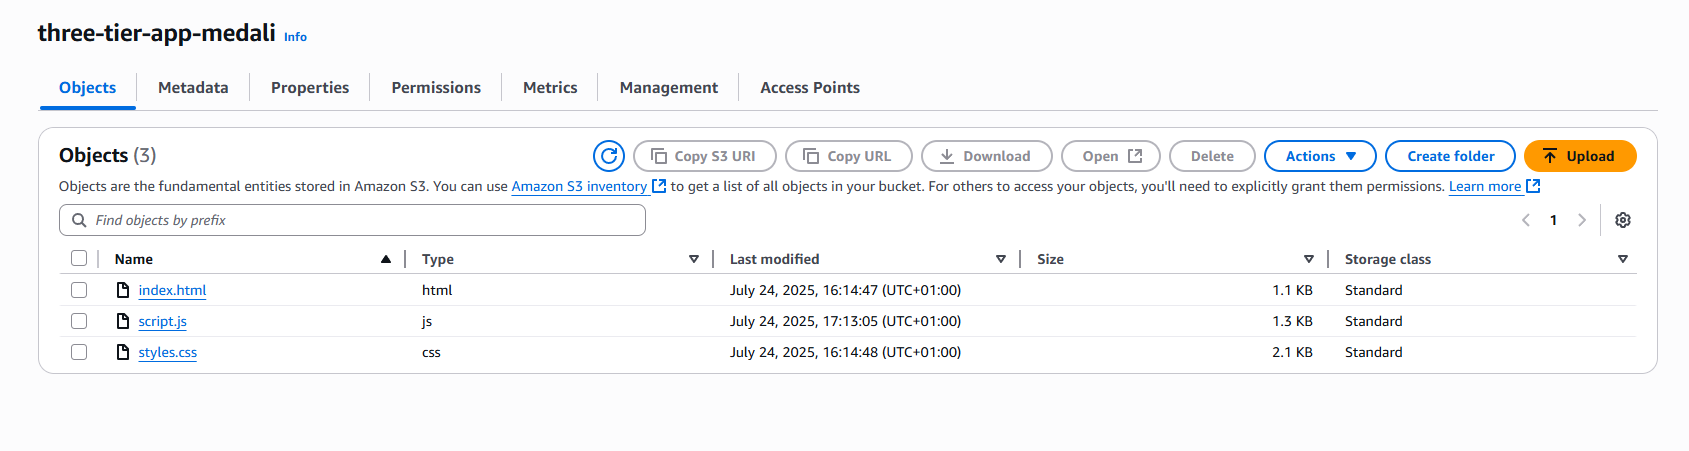 three-tier-app-medali Info
Objects Metadata Properties Permissions Metrics Management Access Points
Objects (3) Copy S3 URI Copy URL Download Open Delete Actions Create folder Upload
Objects are the fundamental entities stored in Amazon S3. You can use Amazon S3 inventory to get a list of all objects in your bucket. For others to access your objects, you'll need to explicitly grant them permissions. Learn more
Find objects by prefix 1
Name Type Last modified Size Storage class
index.html html July 24, 2025, 16:14:47 (UTC+01:00) 1.1 KB Standard
script.js js July 24, 2025, 17:13:05 (UTC+01:00) 1.3 KB Standard
styles.css css July 24, 2025, 16:14:48 (UTC+01:00) 2.1 KB Standard